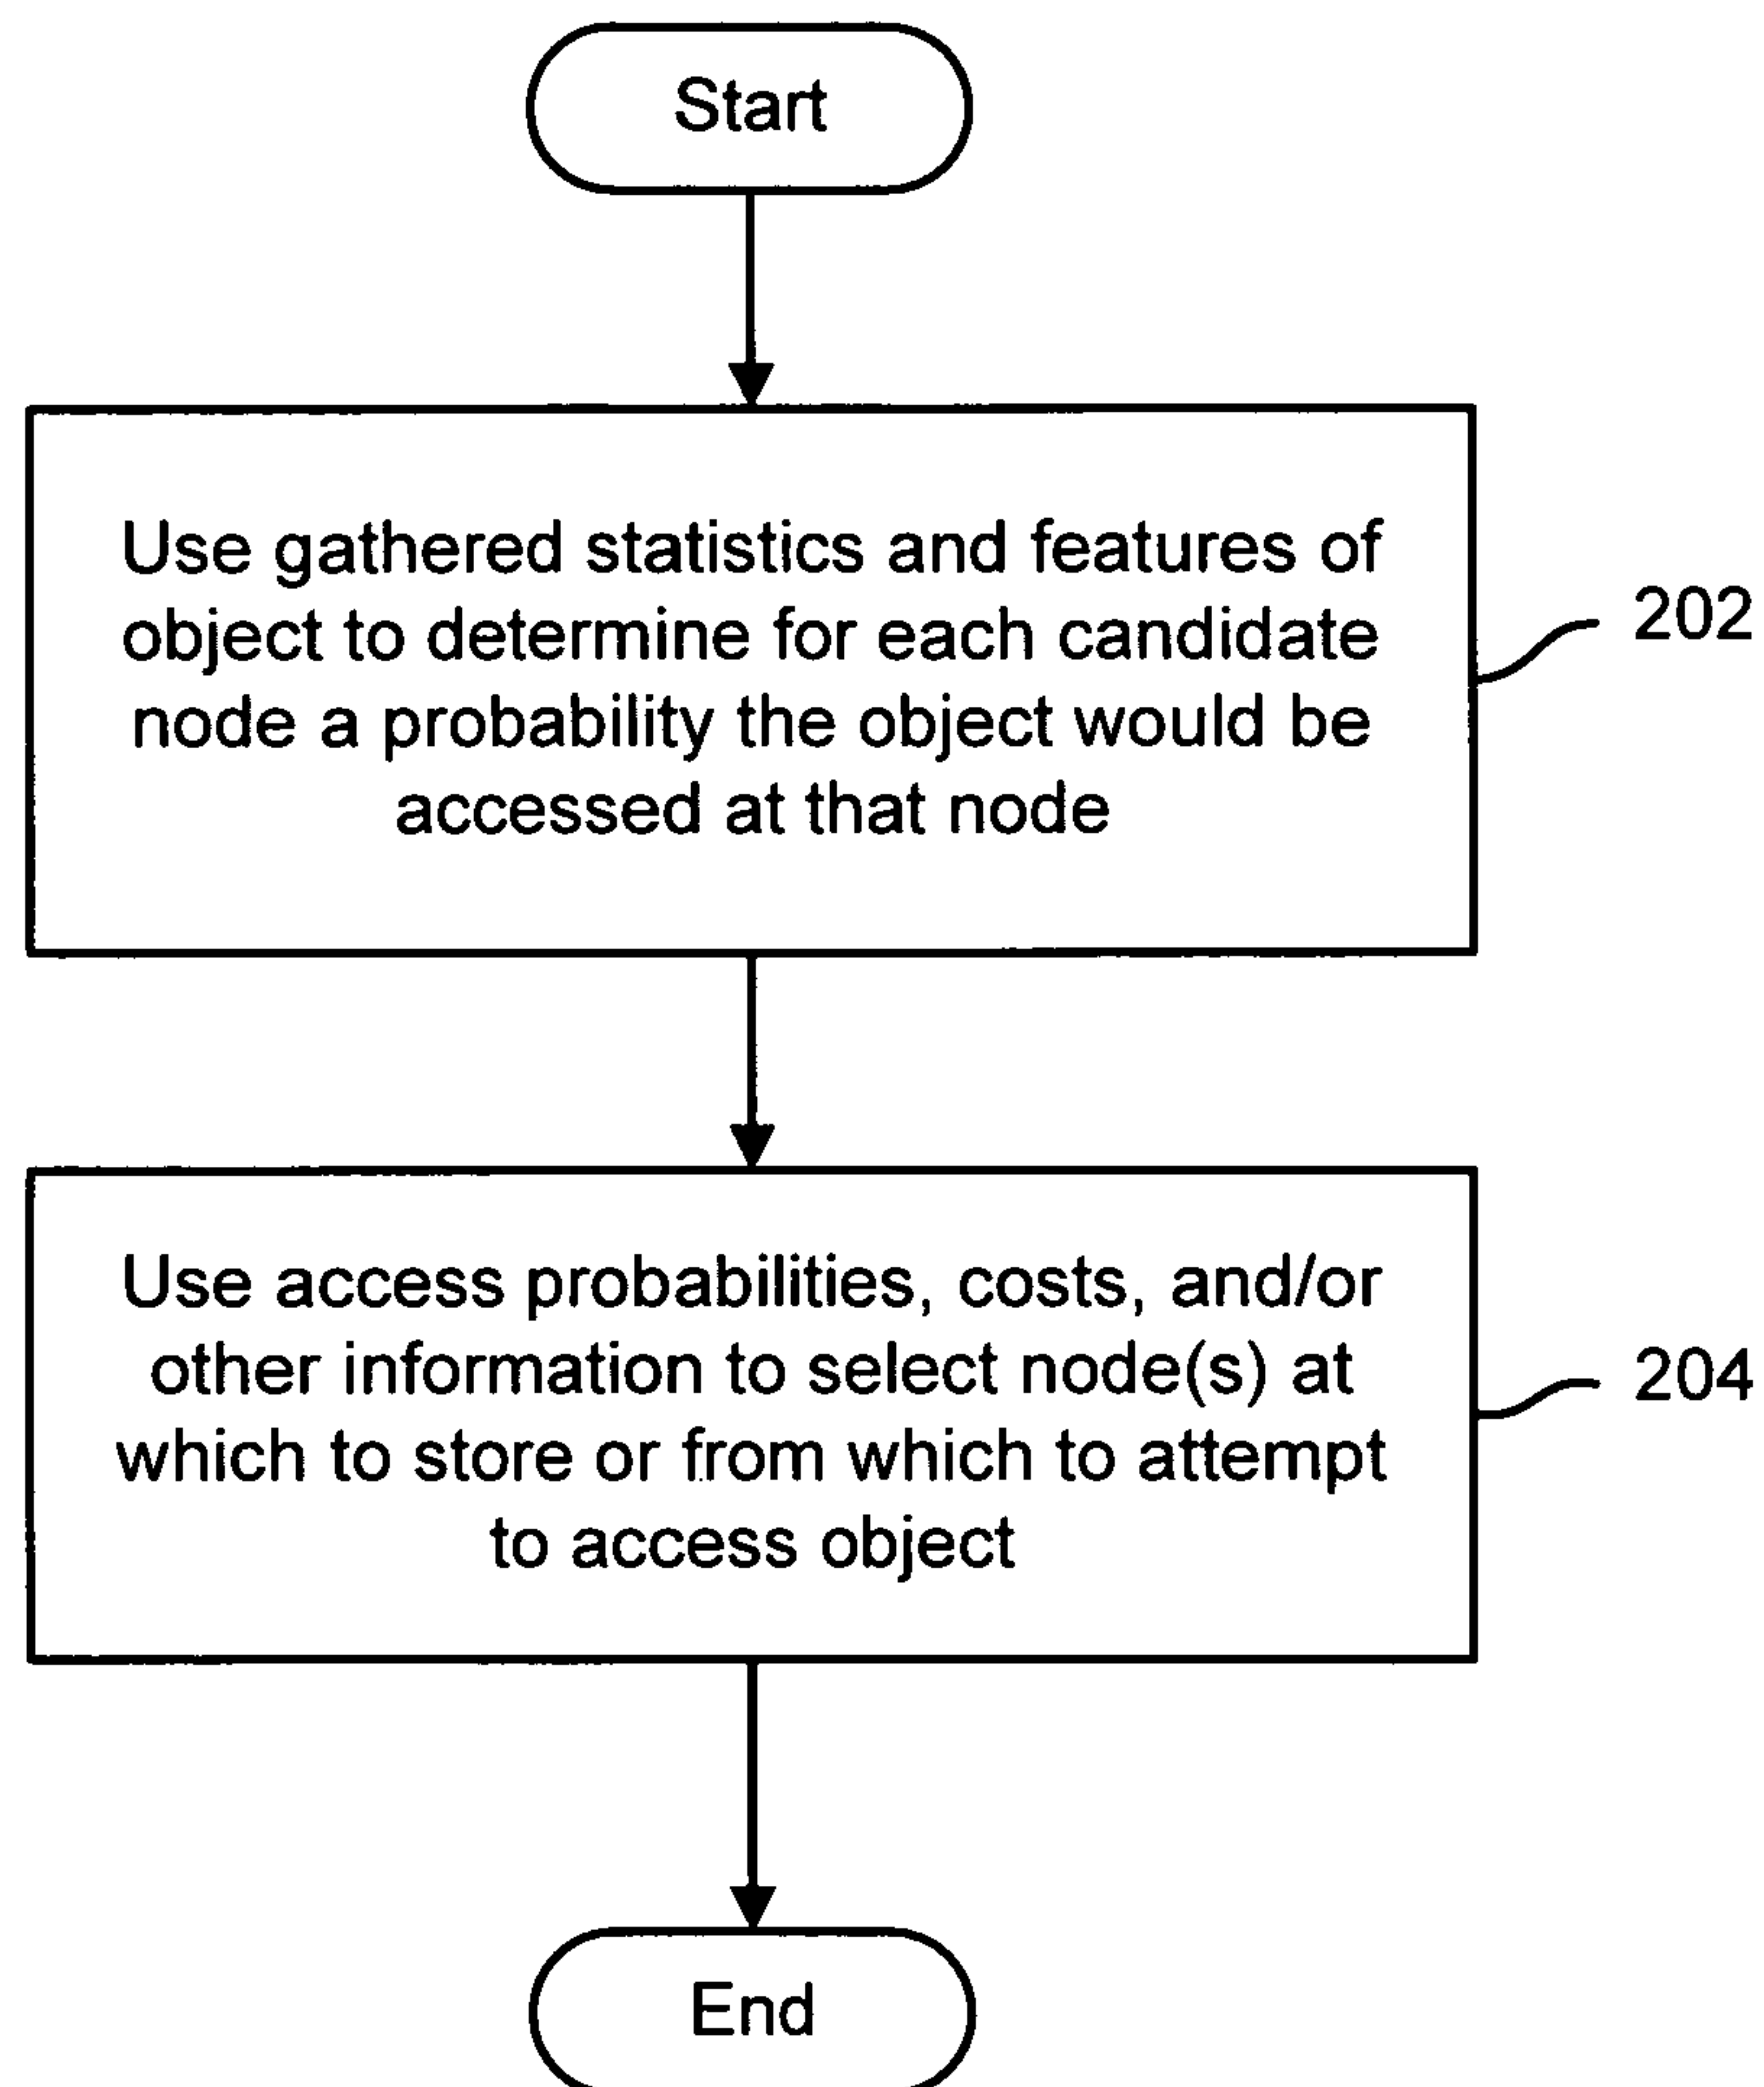 Start
Use gathered statistics and features of
object to determine for each candidate
node a probability the object would be
accessed at that node
202
Use access probabilities, costs, and/or
other information to select node(s) at
which to store or from which to attempt
to access object
204
End